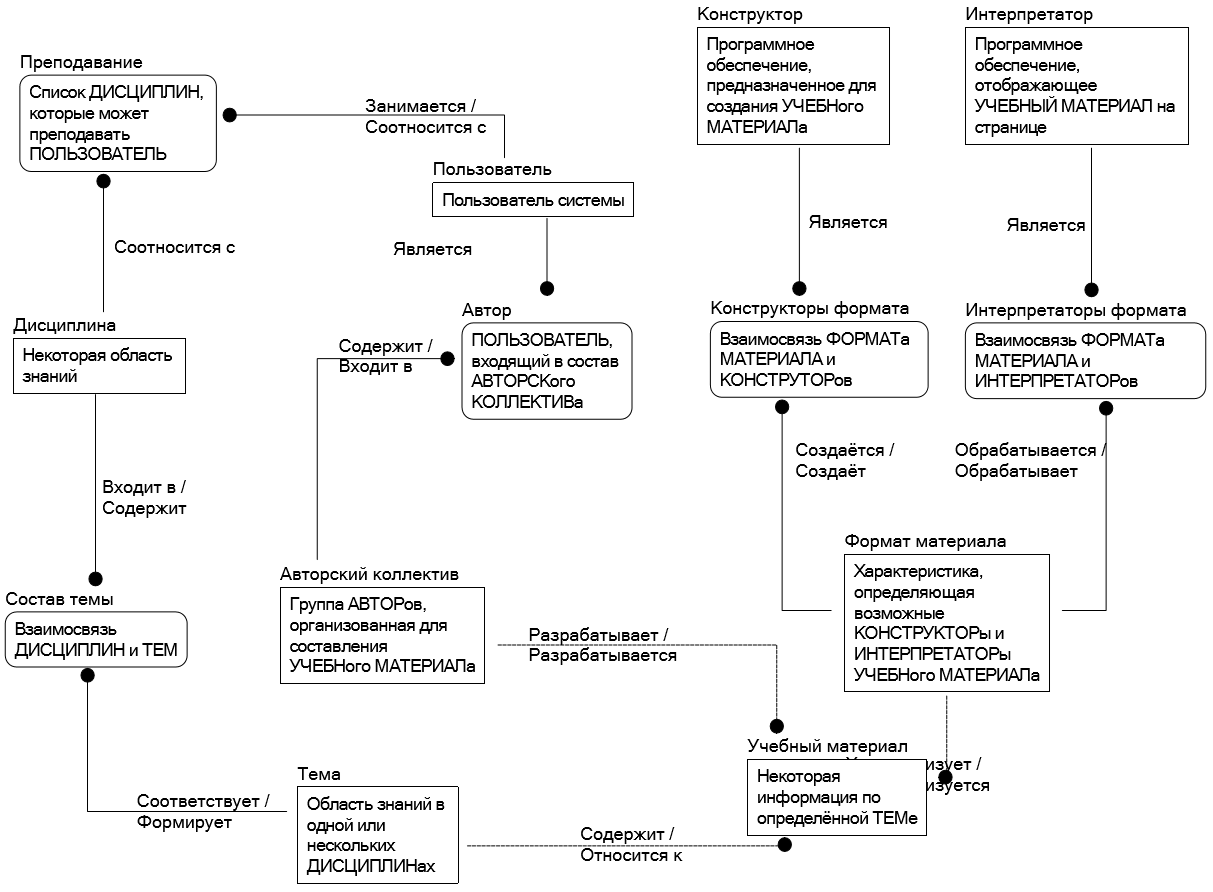 Преподавание
Список ДИСЦИПЛИН,
которые может
преподавать
ПОЛЬЗОВАТЕЛЬ
Занимается /
Соотносится с
Пользователь
Пользователь системы
Конструктор
Программное
обеспечение,
предназначенное для
создания УЧЕБНого
МАТЕРИАЛа
Интерпретатор
Программное
обеспечение,
отображающее
УЧЕБНЫЙ МАТЕРИАЛ на
странице
Соотносится с
Является
Является
Является
Дисциплина
Некоторая область
знаний
Содержит /
Входит в
Автор
ПОЛЬЗОВАТЕЛЬ,
входящий в состав
АВТОРСКого
КОЛЛЕКТИВа
Конструкторы формата
Взаимосвязь ФОРМАТа
МАТЕРИАЛА и
КОНСТРУТОРов
Интерпретаторы формата
Взаимосвязь ФОРМАТа
МАТЕРИАЛА и
ИНТЕРПРЕТАТОРов
Входит в /
Содержит
Создаётся /
Создаёт
Обрабатывается /
Обрабатывает
Состав темы
Взаимосвязь
ДИСЦИПЛИН и ТЕМ
Авторский коллектив
Группа АВТОРов,
организованная для
составления
УЧЕБНого МАТЕРИАЛа
Разрабатывает /
Разрабатывается
Формат материала
Характеристика,
определяющая
возможные
КОНСТРУКТОРы и
ИНТЕРПРЕТАТОРы
УЧЕБНого МАТЕРИАЛа
Соответствует /
Формирует
Тема
Область знаний в
одной или
нескольких
ДИСЦИПЛИНах
Содержит /
Относится к
Учебный материал
Некоторая
информация по
определённой ТЕМе